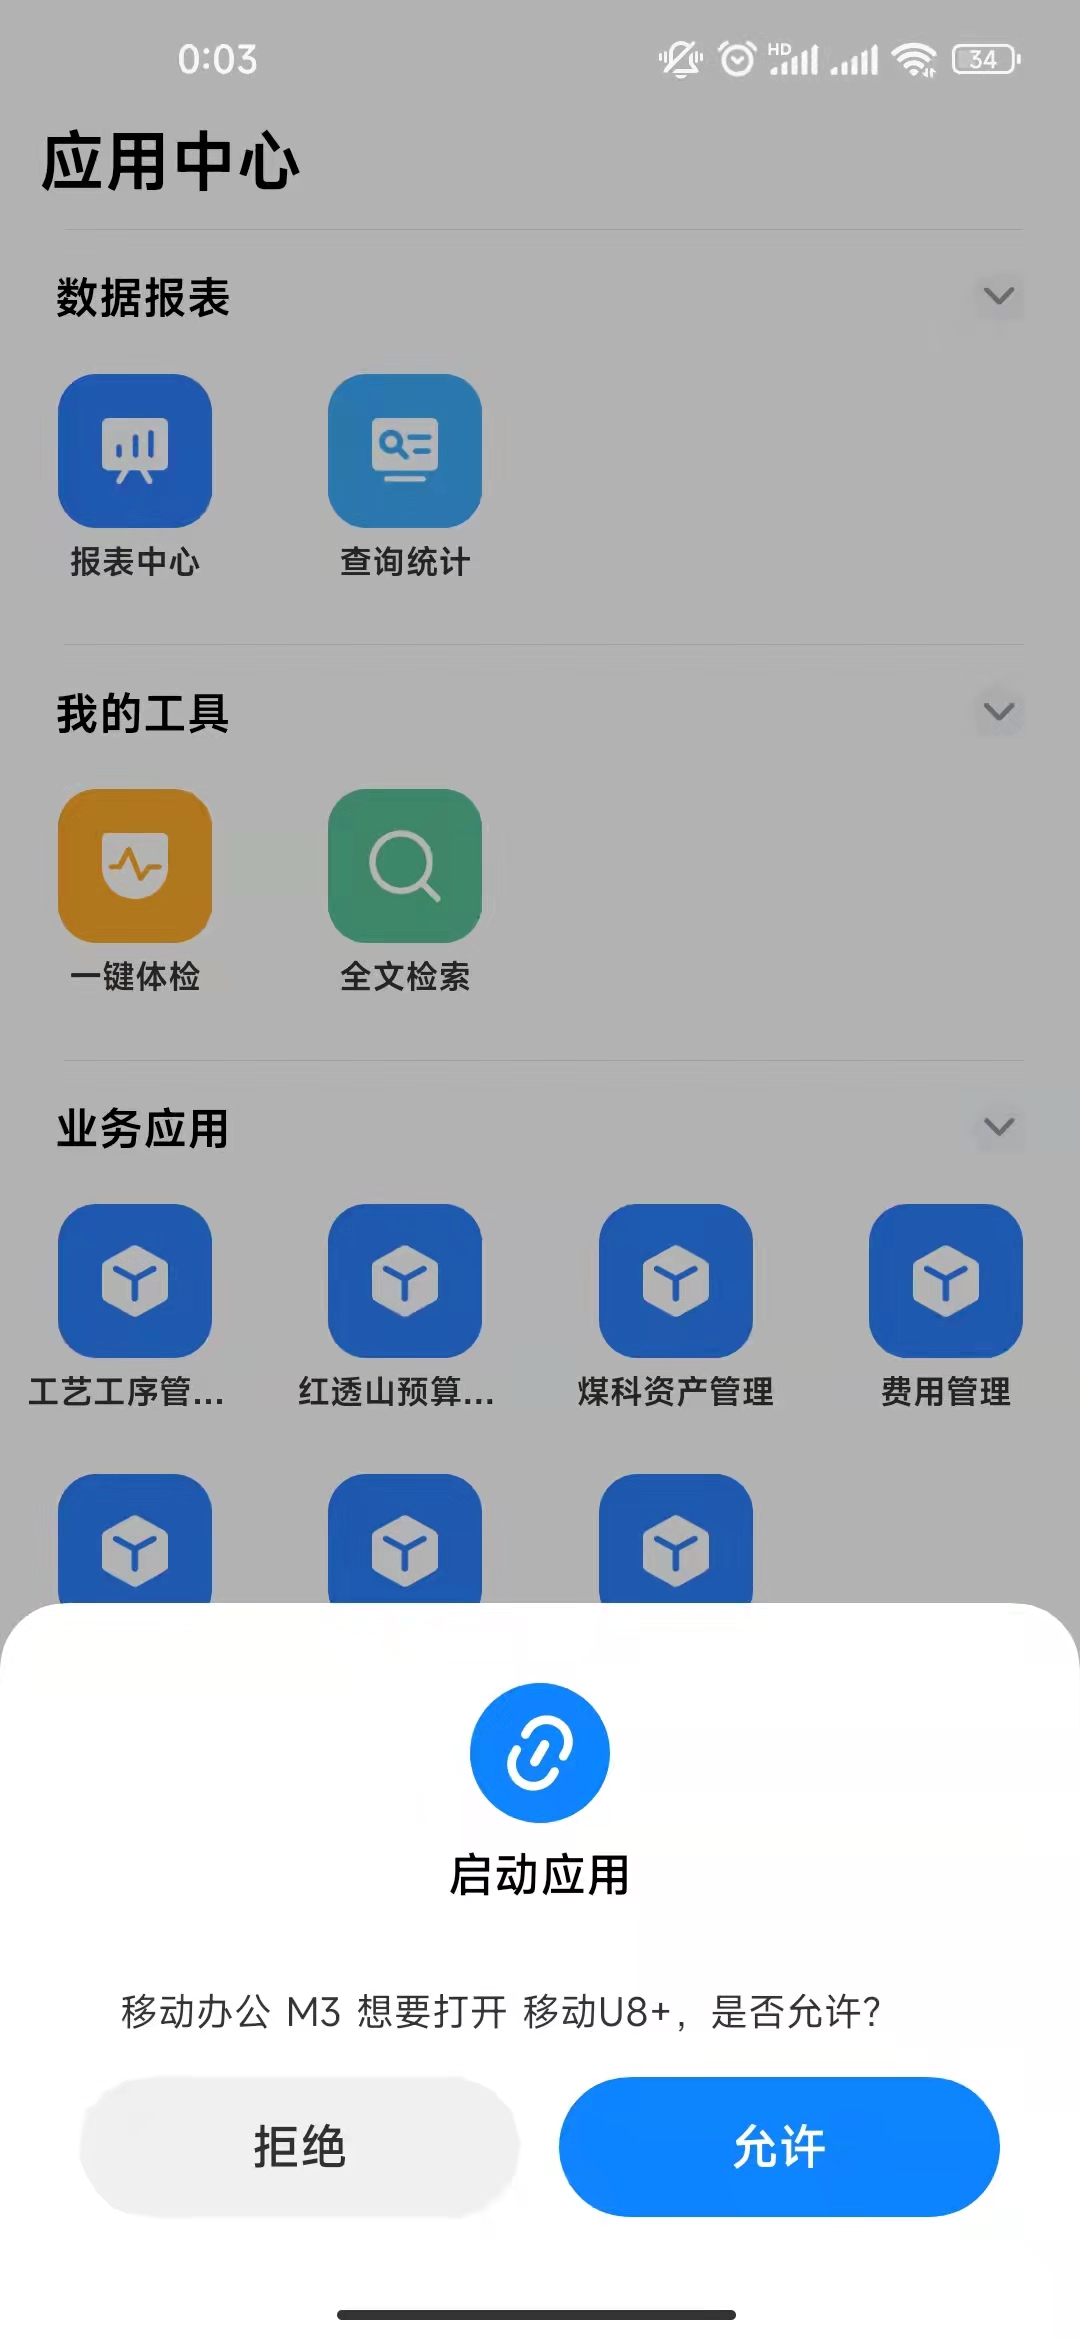 0:03
HD
34
应用中心
数据报表
报表中心
查询统计
我的工具
一键体检
全文检索
业务应用
工艺工序管...
红透山预算...
煤科资产管理
费用管理
启动应用
移动办公 M3 想要打开 移动U8+，是否允许？
拒绝
允许